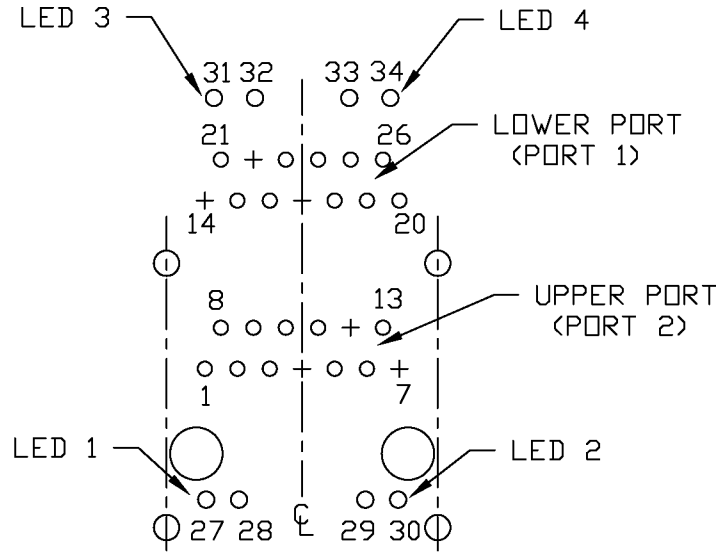 LED 3
LED 4
31 32 33 34
21 26
LOWER PORT
(PORT 1)
14 20
8 13
UPPER PORT
(PORT 2)
1 7
LED 1
LED 2
27 28 29 30
℄